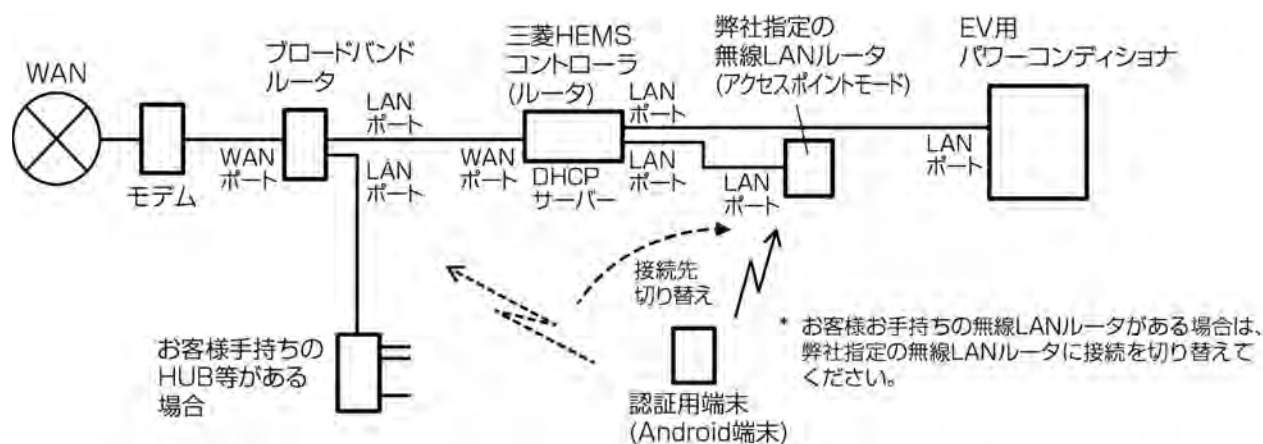 WAN
モデム
ブロードバンド
ルータ
WAN
ポート
LAN
ポート
LAN
ポート
お客様手持ちの
HUB等がある
場合
三菱HEMS
コントローラ
(ルータ)
WAN
ポート
DHCP
サーバー
LAN
ポート
LAN
ポート
弊社指定の
無線LANルータ
(アクセスポイントモード)
LAN
ポート
EV用
パワーコンディショナ
LAN
ポート
接続先
切り替え
認証用端末
(Android端末)
* お客様お手持ちの無線LANルータがある場合は、
弊社指定の無線LANルータに接続を切り替えて
ください。